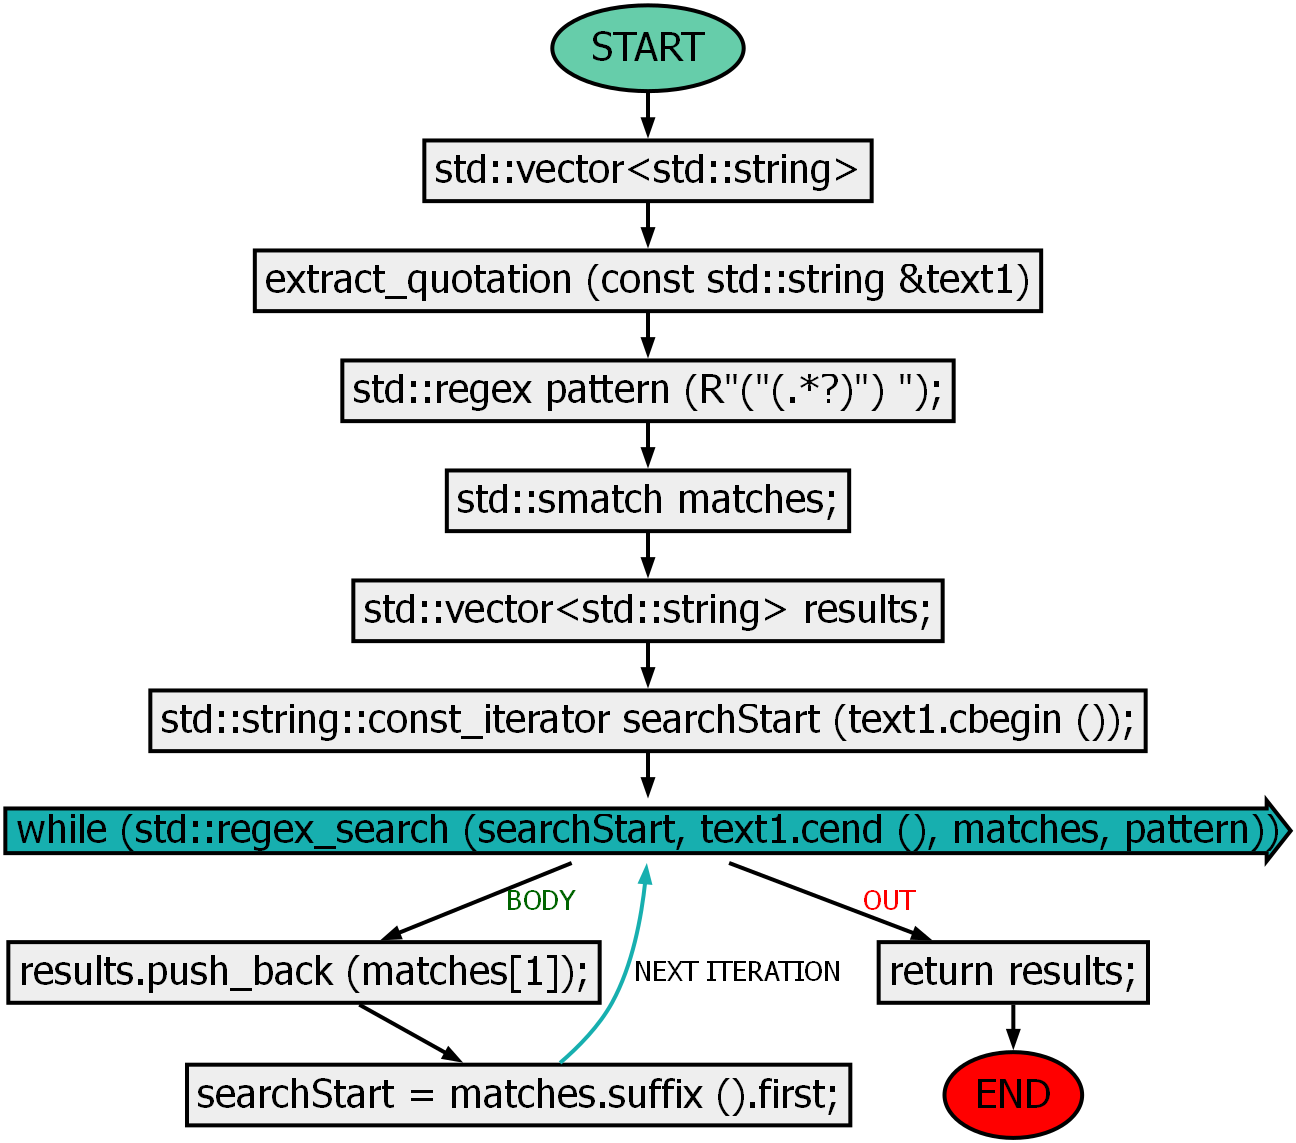 START
std::vector<std::string>
extract_quotation (const std::string &text1)
std::regex pattern (R"("(.*?)") ");
std::smatch matches;
std::vector<std::string> results;
std::string::const_iterator searchStart (text1.cbegin ());
while (std::regex_search (searchStart, text1.cend (), matches, pattern))
BODY
OUT
results.push_back (matches[1]);
NEXT ITERATION
return results;
searchStart = matches.suffix ().first;
END